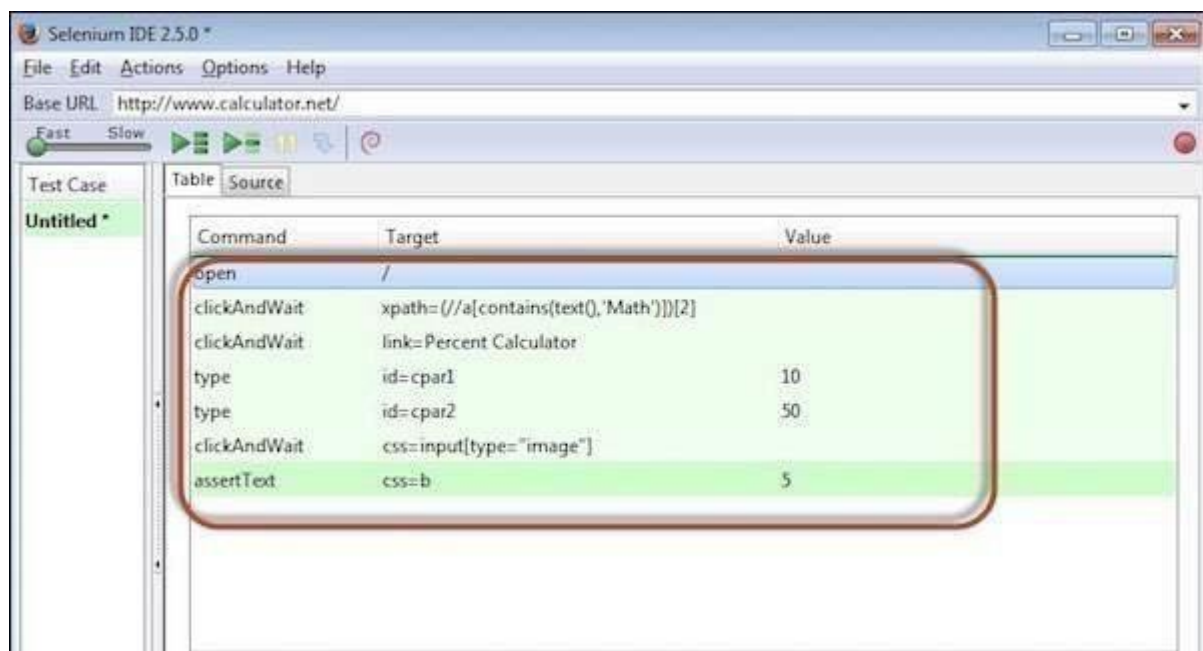 Selenium IDE 2.5.0 *
File Edit Actions Options Help
Base URL http://www.calculator.net/
Fast Slow
Test Case Table Source
Untitled *
Command Target Value
open /
clickAndWait xpath=(//a[contains(text(),'Math')])[2]
clickAndWait link=Percent Calculator
type id=cpar1 10
type id=cpar2 50
clickAndWait css=input[type="image"]
assertText css=b 5